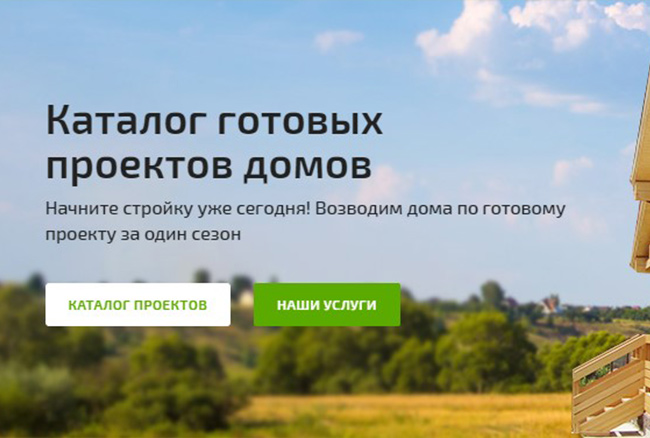 Каталог готовых
проектов домов
Начните стройку уже сегодня! Возводим дома по готовому
проекту за один сезон
КАТАЛОГ ПРОЕКТОВ НАШИ УСЛУГИ